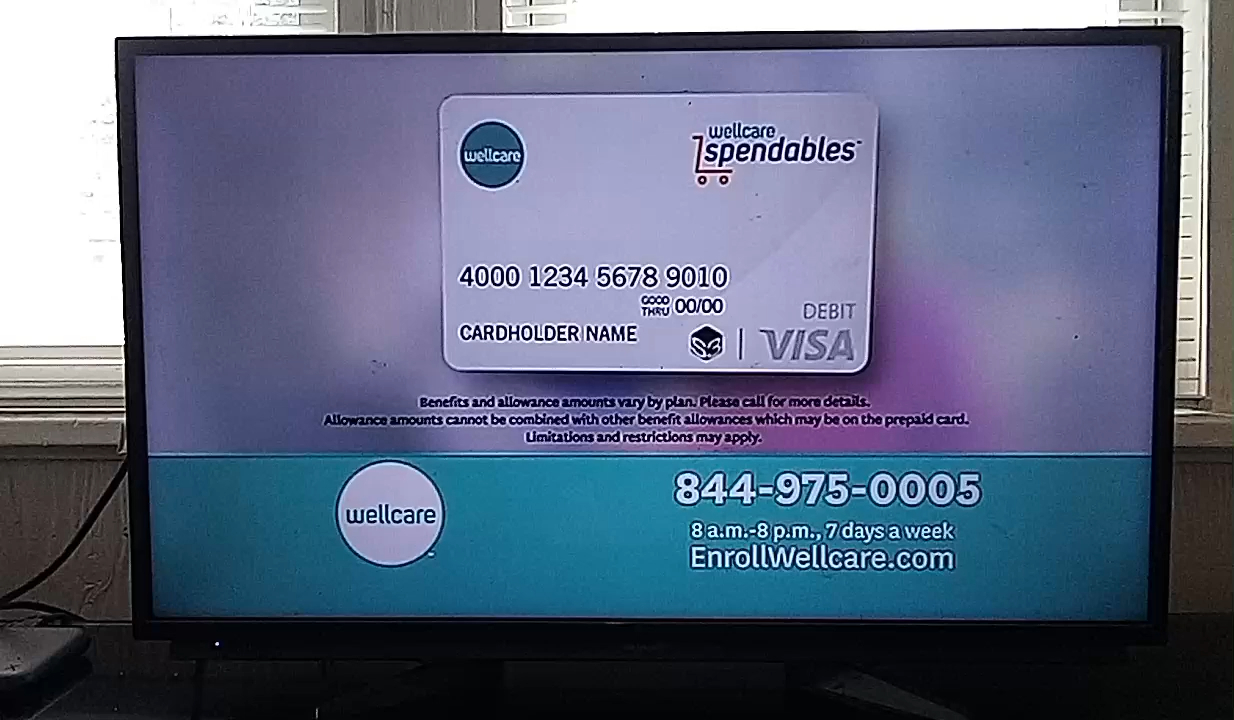 wellcare
wellcare
spendables™
4000 1234 5678 9010
GOOD
THRU 00/00
DEBIT
CARDHOLDER NAME
VISA
Benefits and allowance amounts vary by plan. Please call for more details.
Allowance amounts cannot be combined with other benefit allowances which may be on the prepaid card.
Limitations and restrictions may apply.
wellcare
844-975-0005
8 a.m.-8 p.m., 7 days a week
EnrollWellcare.com